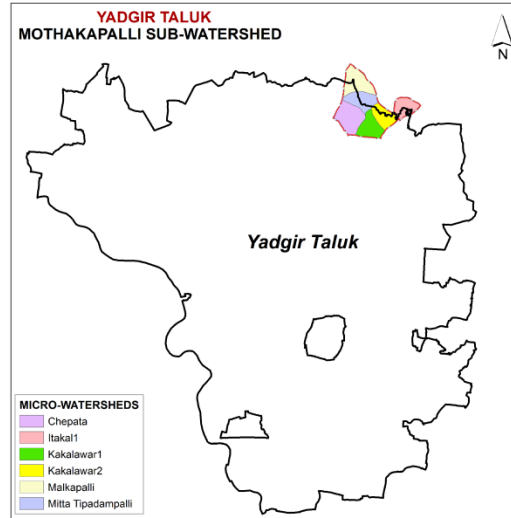 YADGIR TALUK
MOTHAKAPALLI SUB-WATERSHED
N
Yadgir Taluk
MICRO-WATERSHEDS
Chepata
Itakal1
Kakalawar1
Kakalawar2
Malkapalli
Mitta Tipadampalli